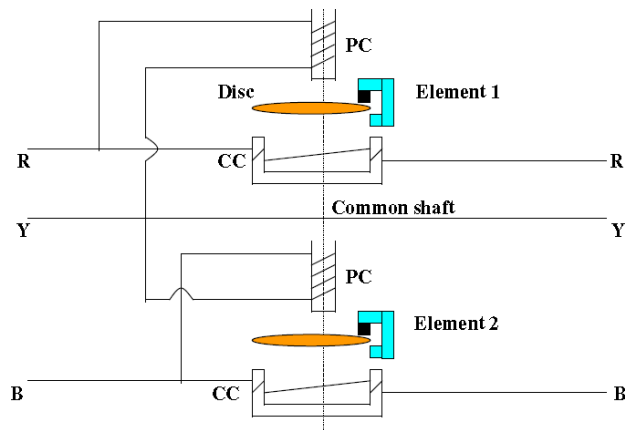 PC
Disc
Element 1
R
CC
R
Common shaft
Y
Y
PC
Element 2
B
CC
B